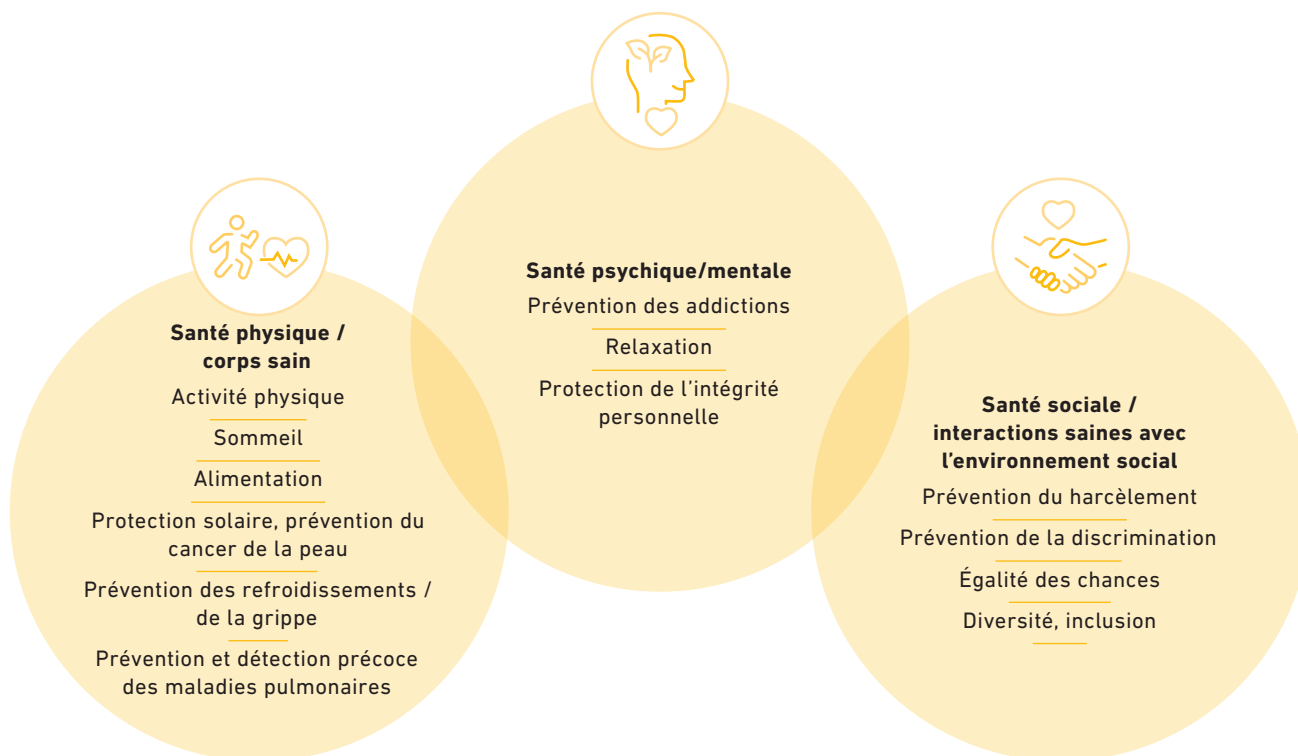 Santé physique /
corps sain
Activité physique
Sommeil
Alimentation
Protection solaire, prévention du
cancer de la peau
Prévention des refroidissements /
de la grippe
Prévention et détection précoce
des maladies pulmonaires
Santé psychique/mentale
Prévention des addictions
Relaxation
Protection de l’intégrité
personnelle
Santé sociale /
interactions saines avec
l’environnement social
Prévention du harcèlement
Prévention de la discrimination
Égalité des chances
Diversité, inclusion